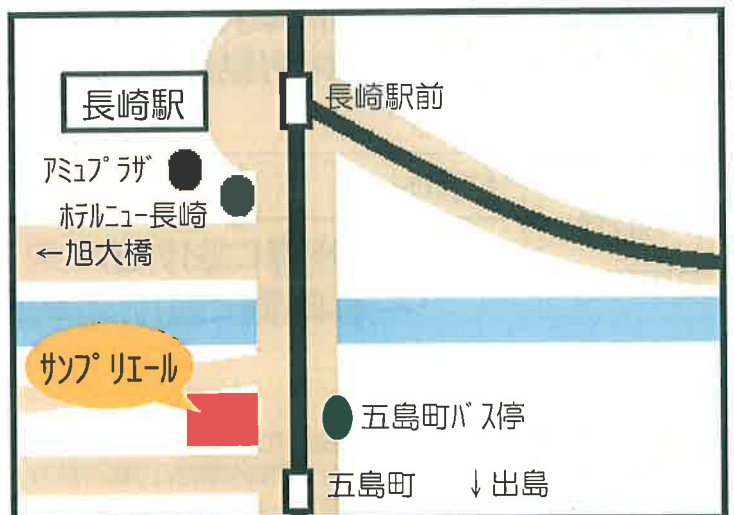 長崎駅
長崎駅前
アミュプラザ
ホテルニュー長崎
←旭大橋
サンプリエール
五島町バス停
五島町 ↓出島